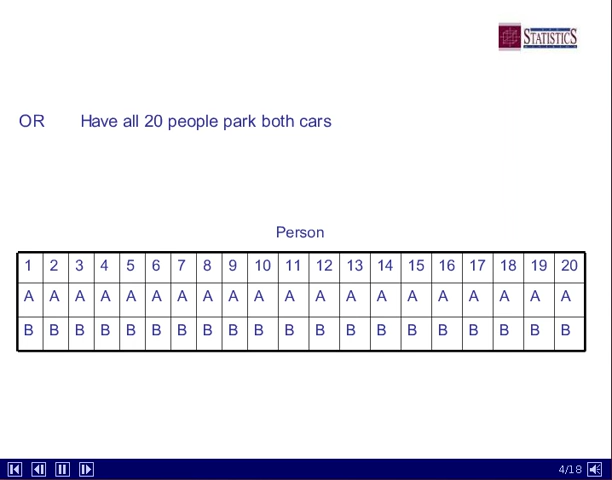 STATISTICS
OR Have all 20 people park both cars
Person
1 2 3 4 5 6 7 8 9 10 11 12 13 14 15 16 17 18 19 20
A A A A A A A A A A A A A A A A A A A A
B B B B B B B B B B B B B B B B B B B B
4/18